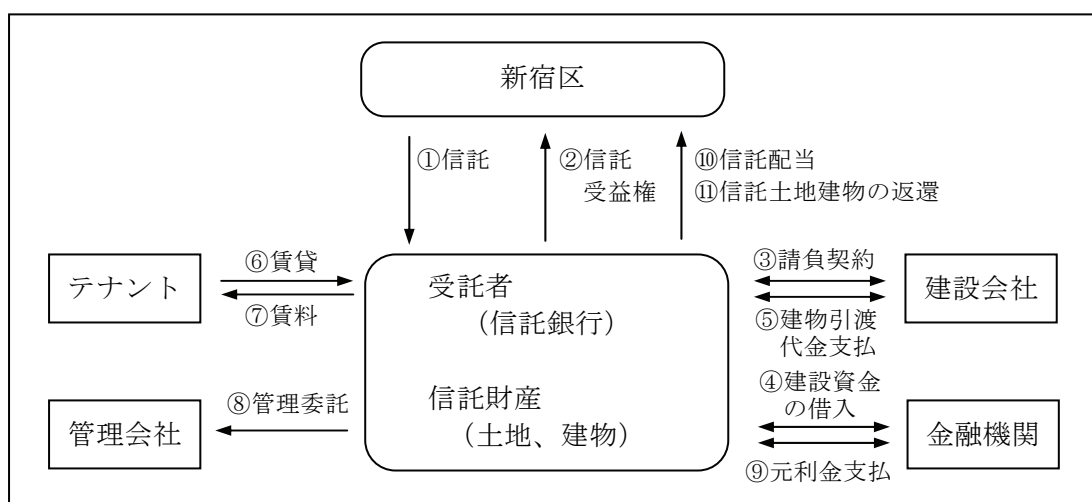 新宿区
①信託
②信託
受益権
⑩信託配当
⑪信託土地建物の返還
テナント
⑥賃貸
⑦賃料
受託者
（信託銀行）
③請負契約
建設会社
⑤建物引渡
代金支払
管理会社
⑧管理委託
信託財産
（土地、建物）
④建設資金
の借入
金融機関
⑨元利金支払